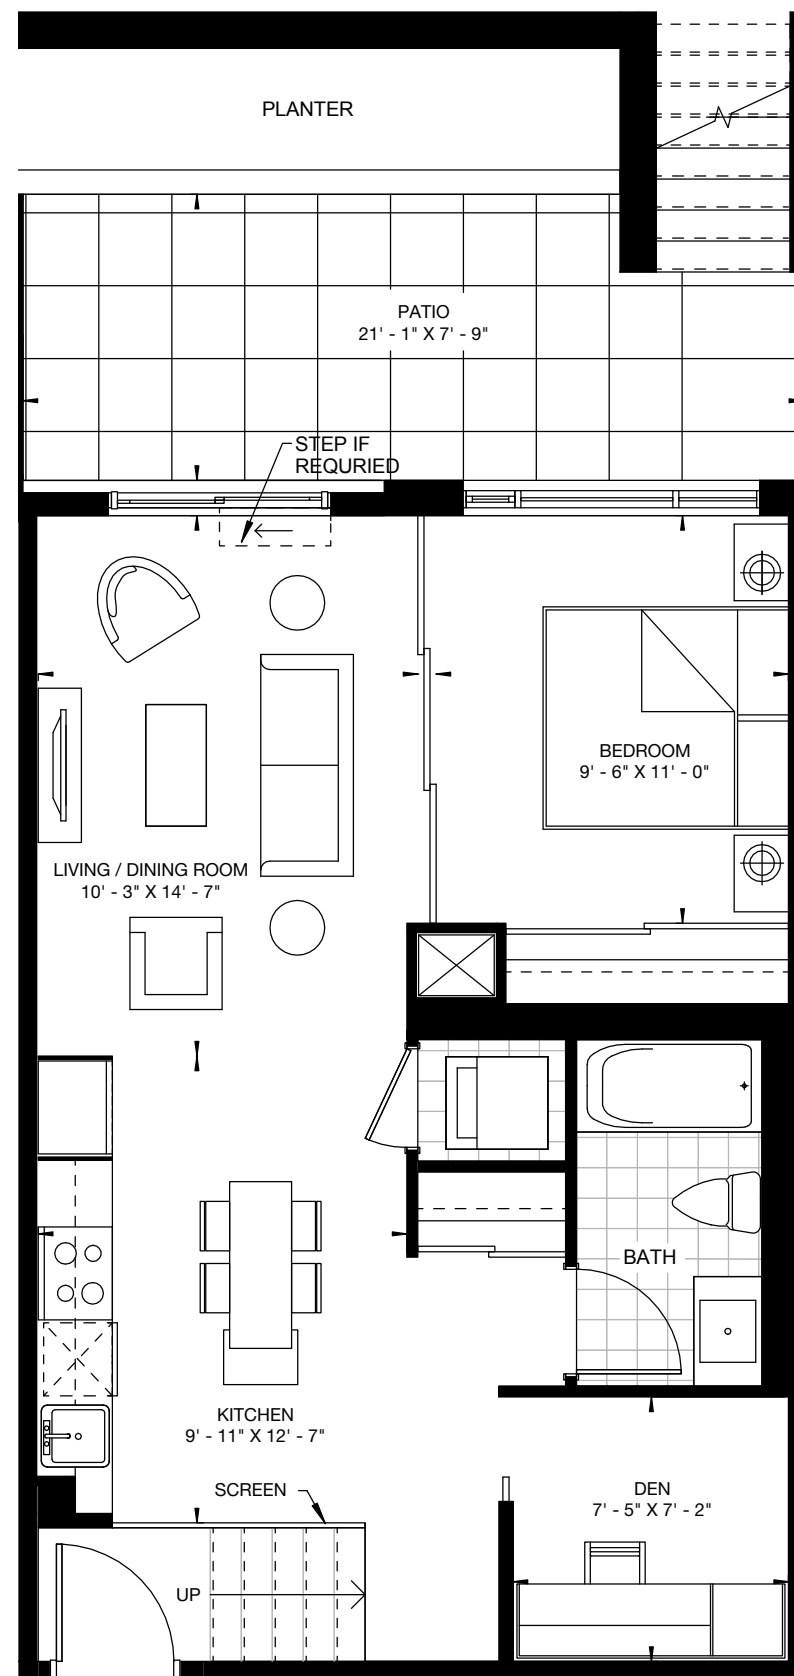 PLANTER
PATIO
21' - 1" X 7' - 9"
STEP IF
REQURIED
BEDROOM
9' - 6" X 11' - 0"
LIVING / DINING ROOM
10' - 3" X 14' - 7"
BATH
KITCHEN
9' - 11" X 12' - 7"
SCREEN
DEN
7' - 5" X 7' - 2"
UP